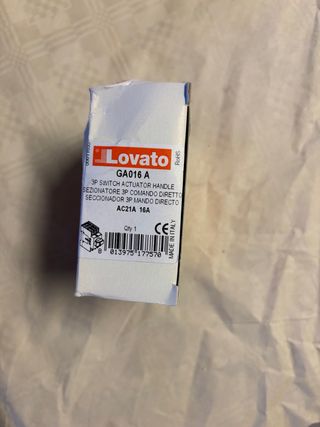 Lovato
RoHS
GA016 A
3P SWITCH ACTUATOR HANDLE
SEZIONATORE 3P COMANDO DIRETTO
SECCIONADOR 3P MANDO DIRECTO
AC21A 16A
Qty 1
CE
MADE IN ITALY
8 013975 177570